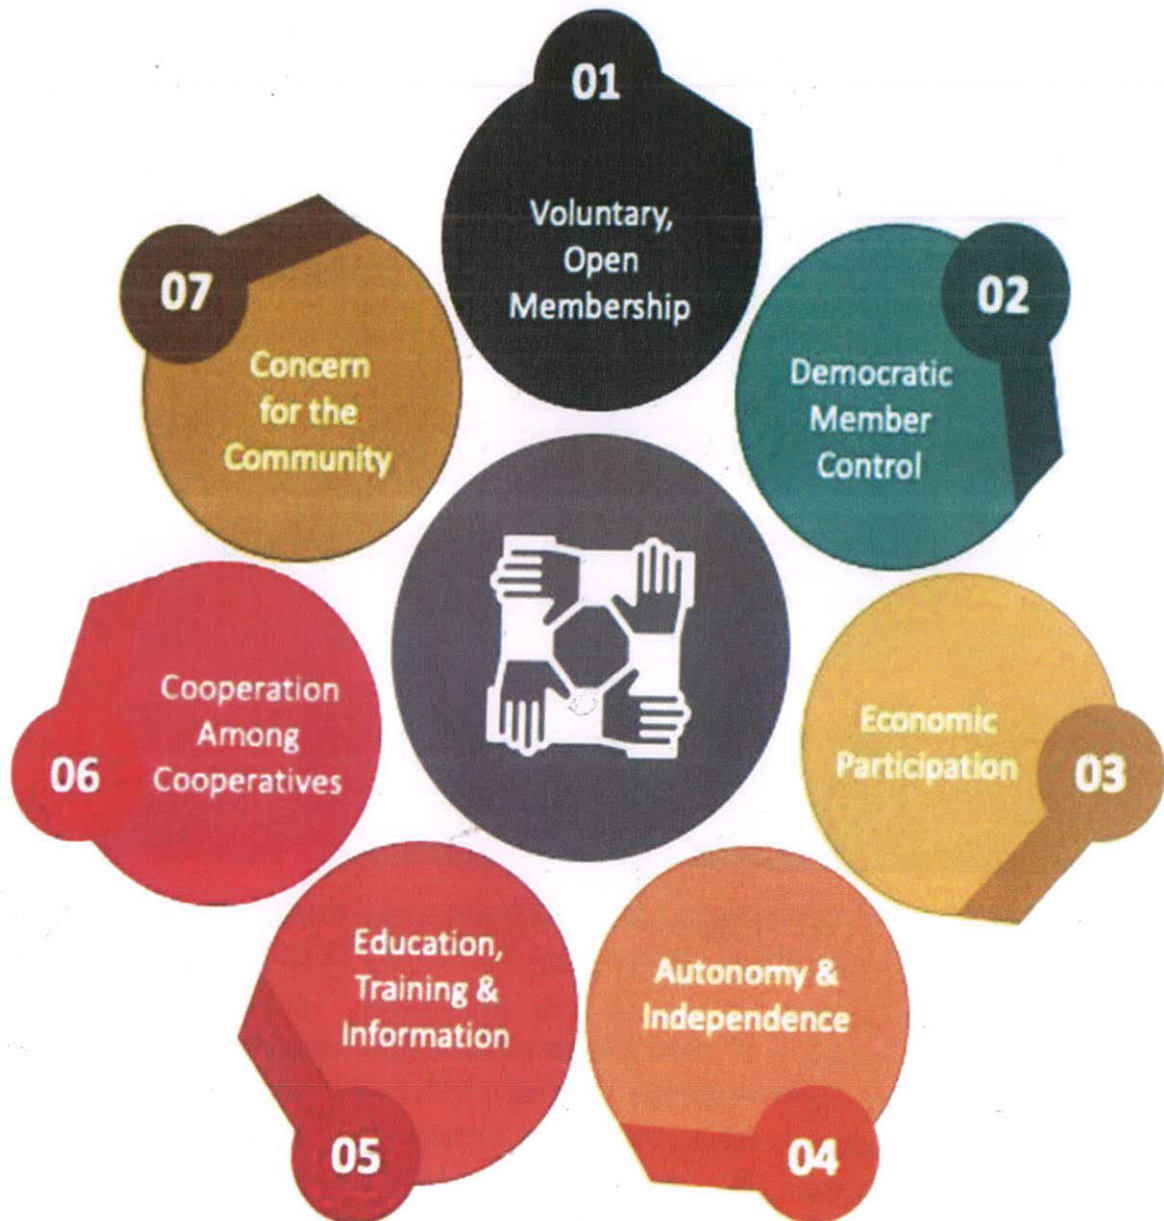 01
Voluntary,
Open
Membership
02
Democratic
Member
Control
03
Economic
Participation
04
Autonomy &
Independence
05
Education,
Training &
Information
06
Cooperation
Among
Cooperatives
07
Concern
for the
Community